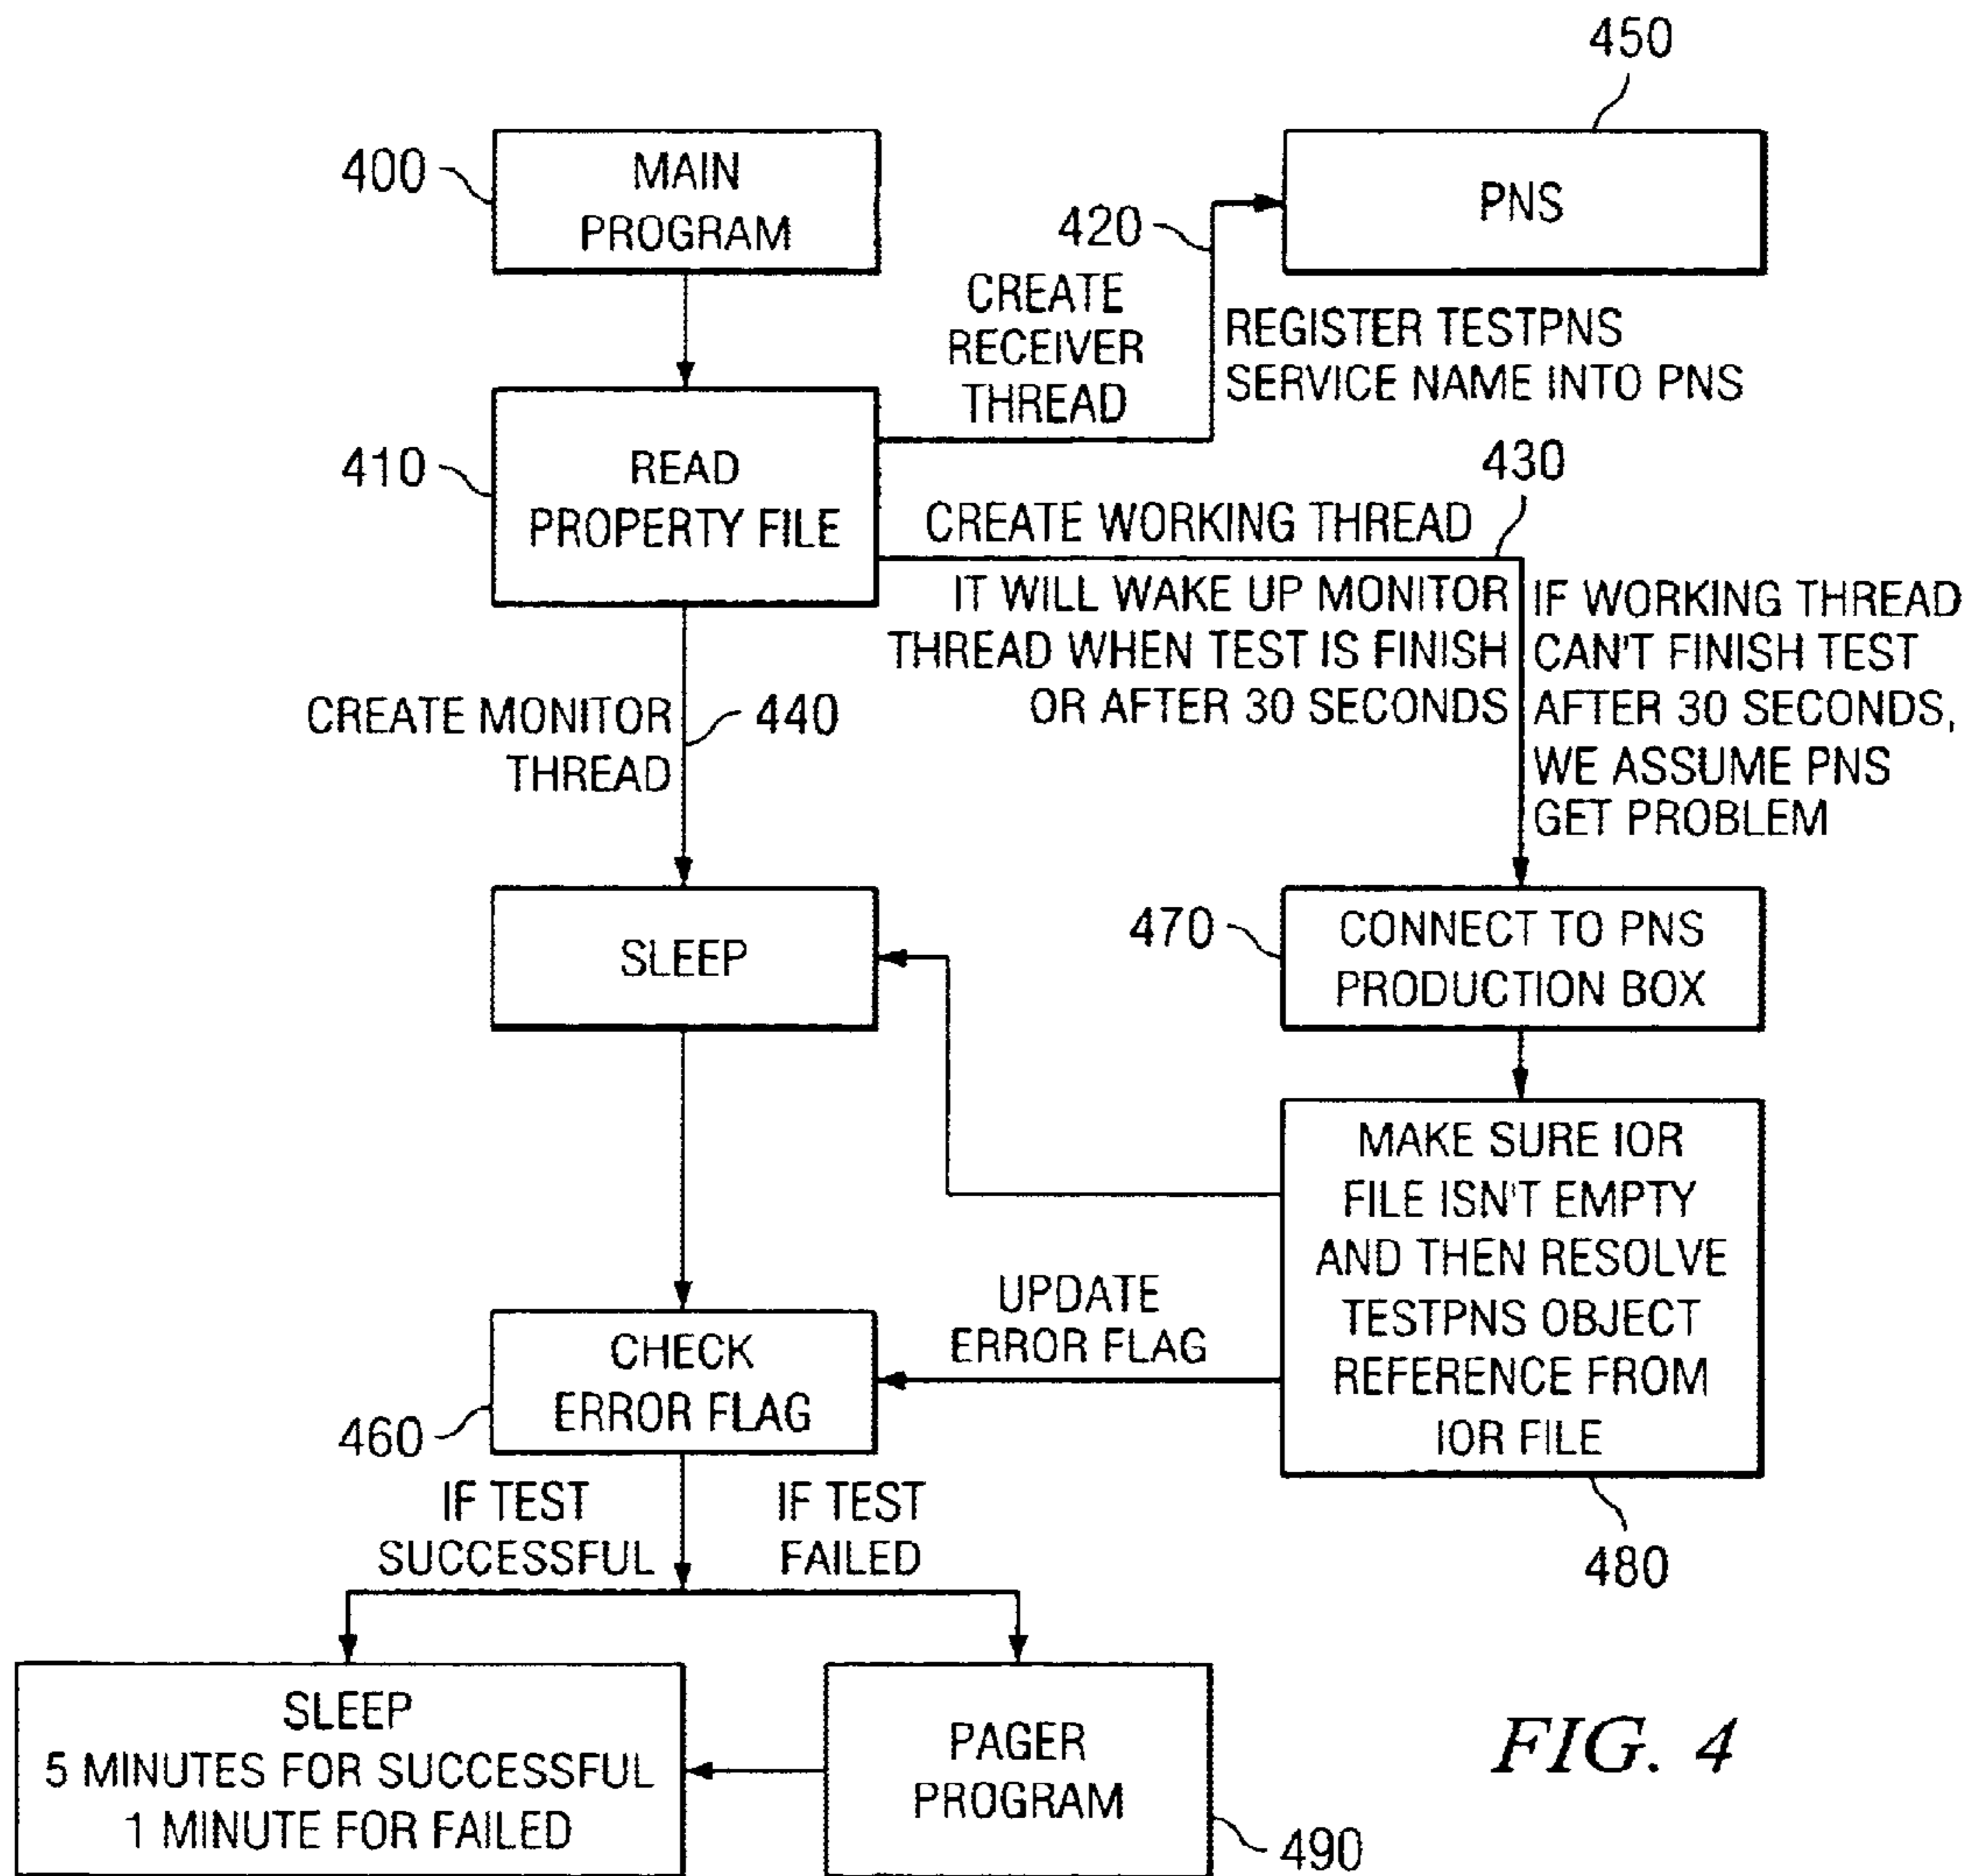 450
400
MAIN
PROGRAM
PNS
420
CREATE
RECEIVER
THREAD
REGISTER TESTPNS
SERVICE NAME INTO PNS
410
READ
PROPERTY FILE
430
CREATE WORKING THREAD
IT WILL WAKE UP MONITOR
THREAD WHEN TEST IS FINISH
OR AFTER 30 SECONDS
IF WORKING THREAD
CAN'T FINISH TEST
AFTER 30 SECONDS,
WE ASSUME PNS
GET PROBLEM
CREATE MONITOR
THREAD
440
SLEEP
470
CONNECT TO PNS
PRODUCTION BOX
MAKE SURE IOR
FILE ISN'T EMPTY
AND THEN RESOLVE
TESTPNS OBJECT
REFERENCE FROM
IOR FILE
UPDATE
ERROR FLAG
CHECK
ERROR FLAG
460
480
IF TEST
SUCCESSFUL
IF TEST
FAILED
SLEEP
5 MINUTES FOR SUCCESSFUL
1 MINUTE FOR FAILED
PAGER
PROGRAM
490
FIG. 4